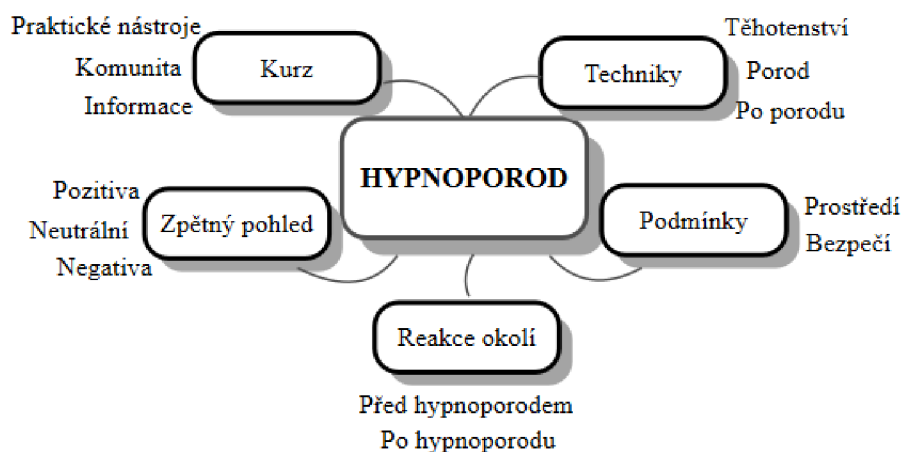 Praktické nástroje
Komunita
Informace
Kurz
Techniky
Těhotenství
Porod
Po porodu
HYPNOPOROD
Pozitiva
Neutrální
Negativa
Zpětný pohled
Podmínky
Prostředí
Bezpečí
Reakce okolí
Před hypnoporodem
Po hypnoporodu